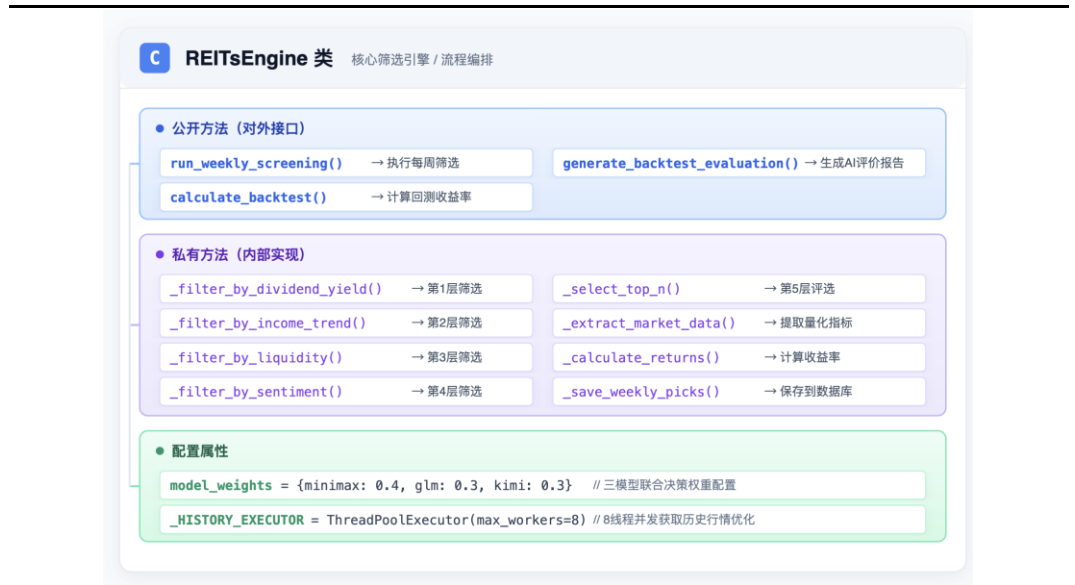 C REITsEngine 类 核心筛选引擎 / 流程编排
公开方法（对外接口）
run_weekly_screening() →执行每周筛选
generate_backtest_evaluation() →生成AI评价报告
calculate_backtest() →计算回测收益率
私有方法（内部实现）
_filter_by_dividend_yield() →第1层筛选
_select_top_n() →第5层评选
_filter_by_income_trend() →第2层筛选
_extract_market_data() →提取量化指标
_filter_by_liquidity() →第3层筛选
_calculate_returns() →计算收益率
_filter_by_sentiment() →第4层筛选
_save_weekly_picks() →保存到数据库
配置属性
model_weights = {minimax: 0.4, glm: 0.3, kimi: 0.3} // 三模型联合决策权重配置
_HISTORY_EXECUTOR = ThreadPoolExecutor(max_workers=8) // 8线程并发获取历史行情优化